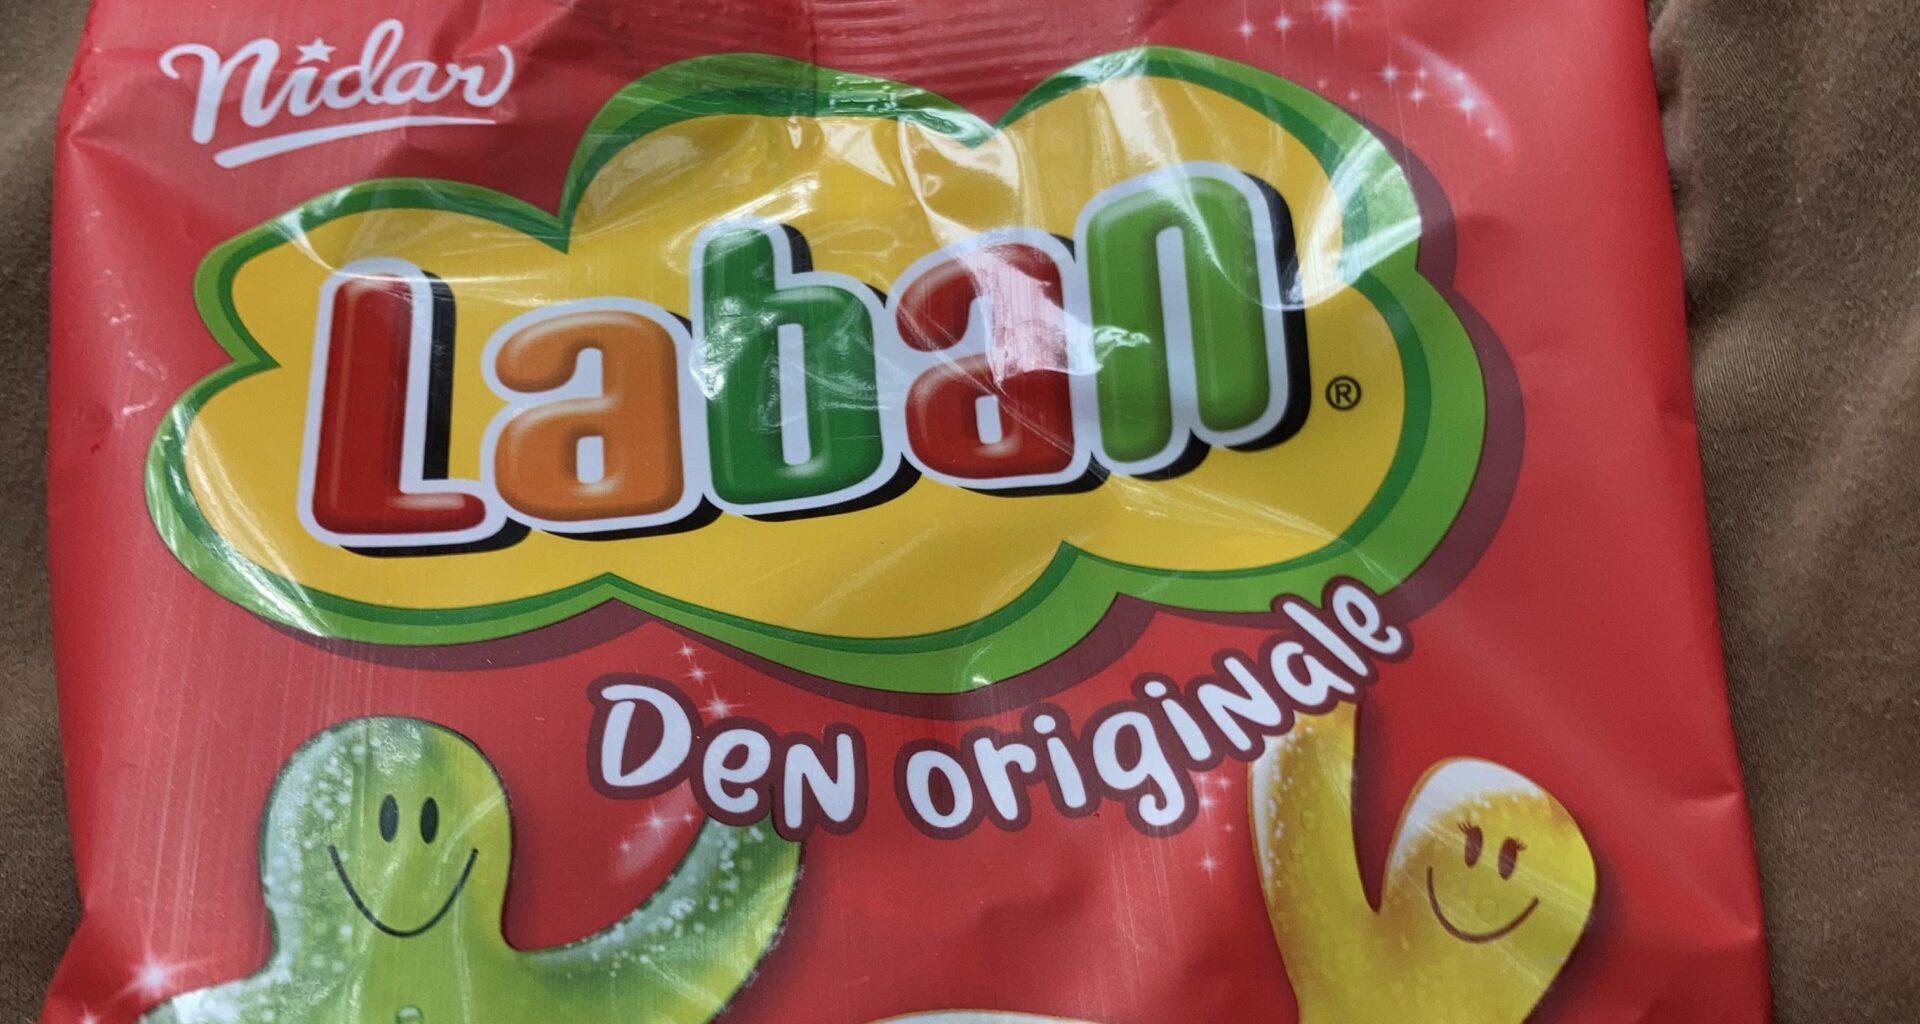 Nidar
Laban®
Den originale